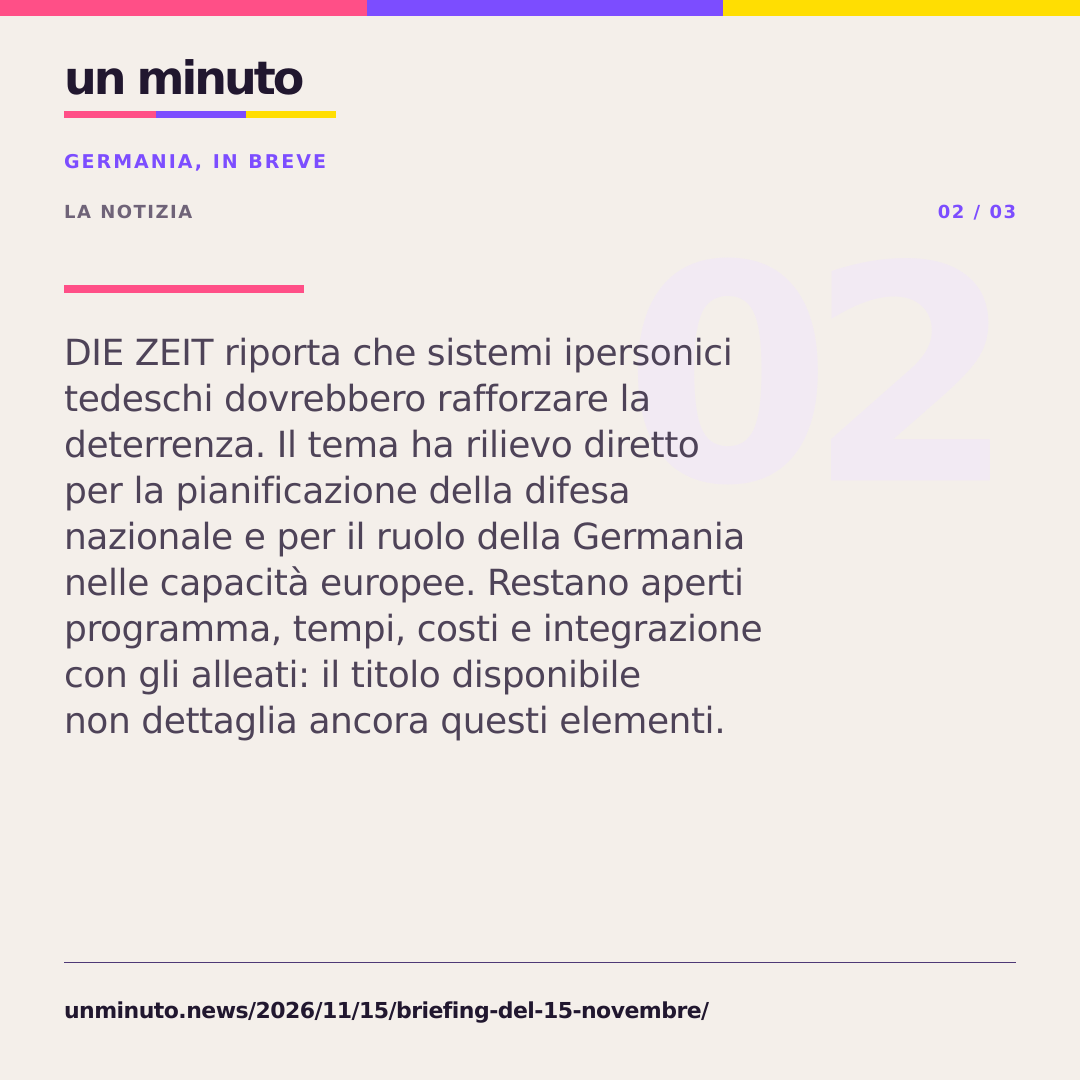 un minuto
GERMANIA, IN BREVE
LA NOTIZIA
02 / 03
02
DIE ZEIT riporta che sistemi ipersonici
tedeschi dovrebbero rafforzare la
deterrenza. Il tema ha rilievo diretto
per la pianificazione della difesa
nazionale e per il ruolo della Germania
nelle capacità europee. Restano aperti
programma, tempi, costi e integrazione
con gli alleati: il titolo disponibile
non dettaglia ancora questi elementi.
unminuto.news/2026/11/15/briefing-del-15-novembre/